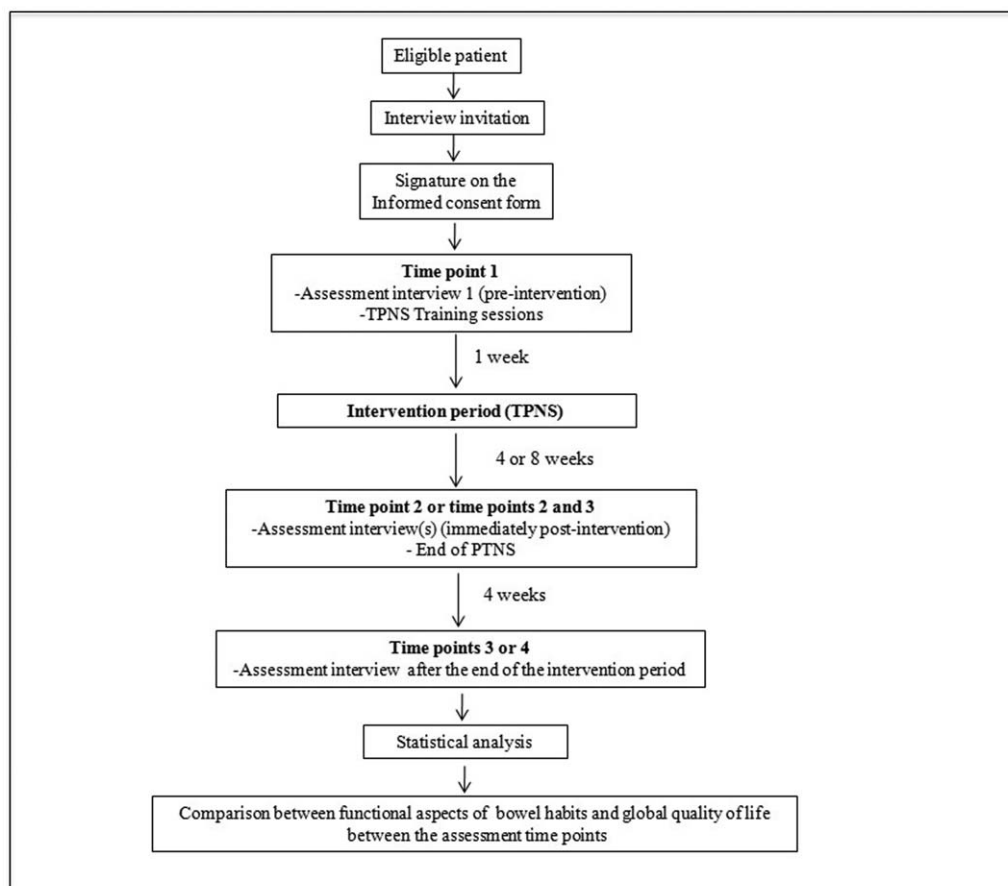 Eligible patient
Interview invitation
Signature on the
Informed consent form
Time point 1
-Assessment interview 1 (pre-intervention)
-TPNS Training sessions
1 week
Intervention period (TPNS)
4 or 8 weeks
Time point 2 or time points 2 and 3
-Assessment interview(s) (immediately post-intervention)
- End of PTNS
4 weeks
Time points 3 or 4
-Assessment interview after the end of the intervention period
Statistical analysis
Comparison between functional aspects of bowel habits and global quality of life
between the assessment time points